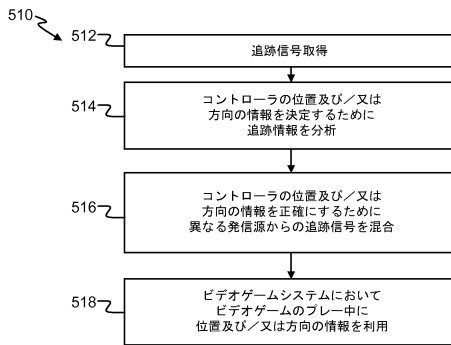 510
512
追跡信号取得
514
コントローラの位置及び／又は
方向の情報を決定するために
追跡情報を分析
516
コントローラの位置及び／又は
方向の情報を正確にするために
異なる発信源からの追跡信号を混合
518
ビデオゲームシステムにおいて
ビデオゲームのプレー中に
位置及び／又は方向の情報を利用